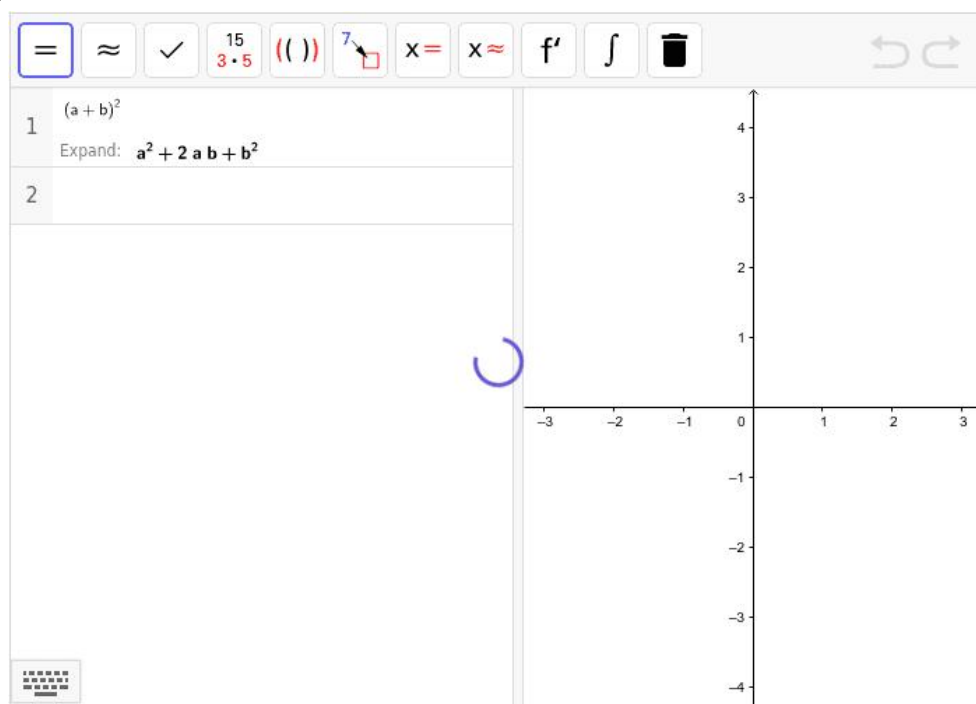 = ≈ ✓ 15 (( )) 7 x = x ≈ f′ ∫
3 · 5
1 (a + b)²
Expand: a² + 2 a b + b²
2
4
3
2
1
–3 –2 –1 0 1 2 3
–1
–2
–3
–4